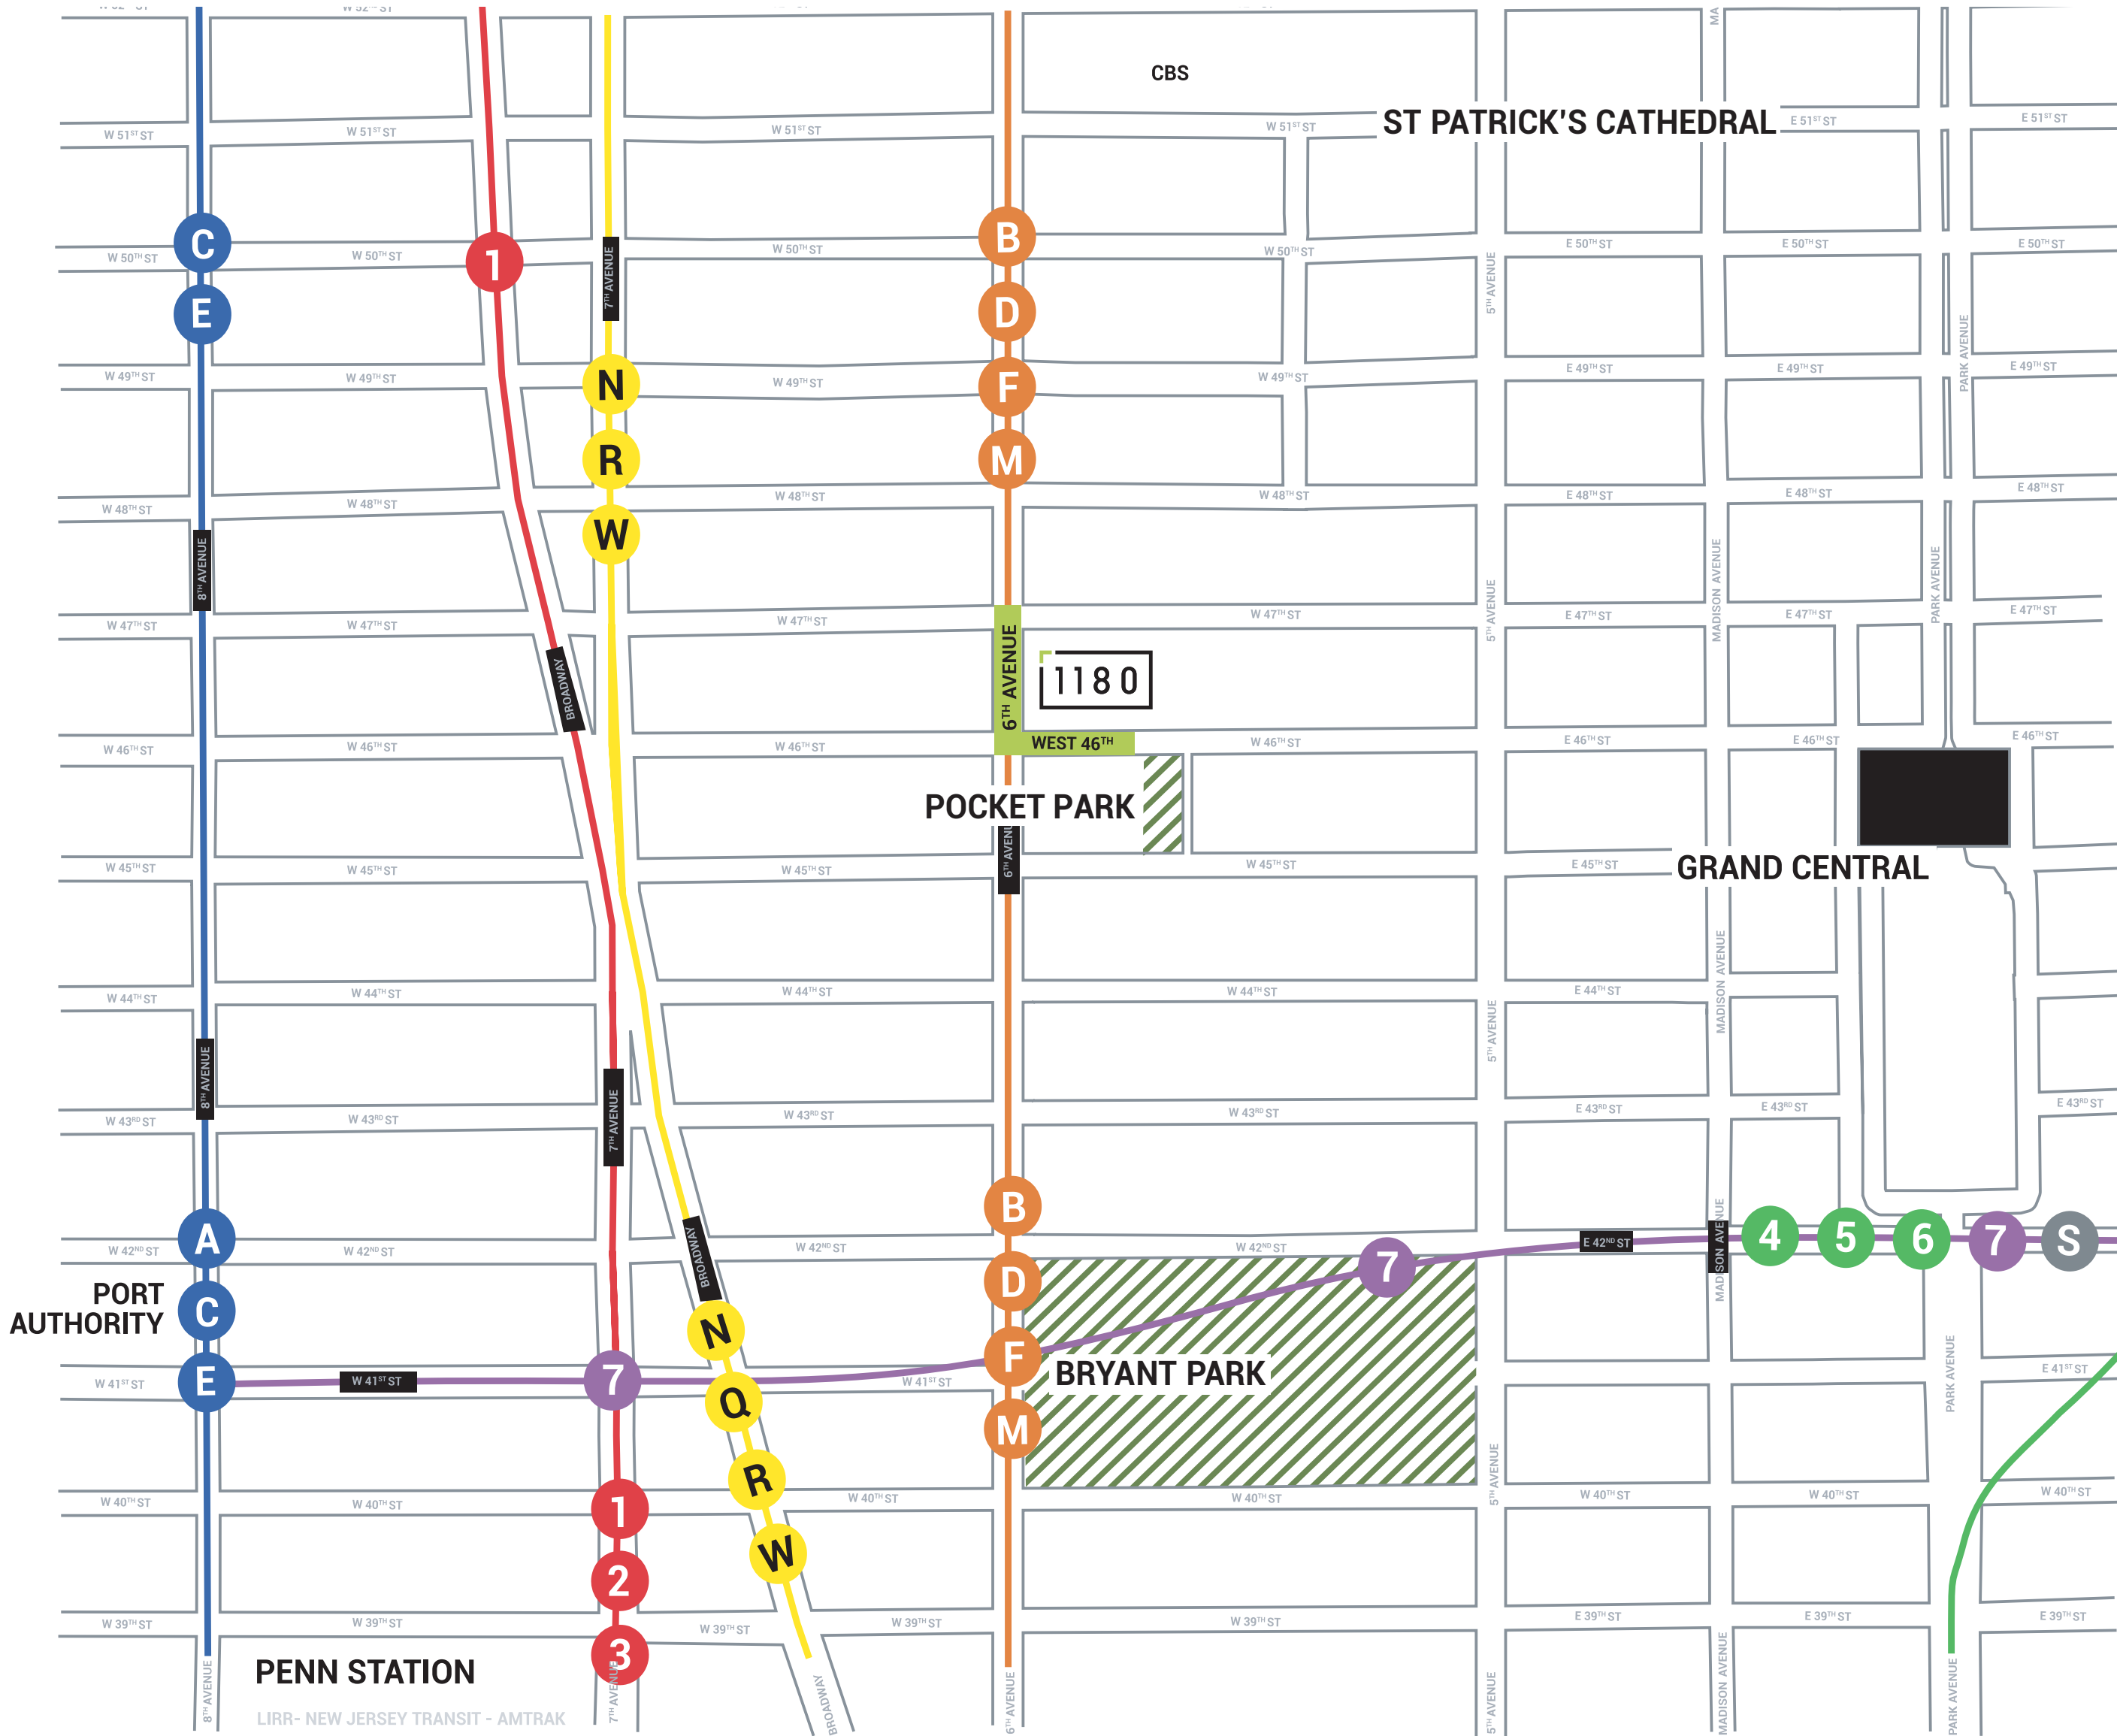 W 52ND ST
MA
CBS
ST PATRICK'S CATHEDRAL
W 51ST ST
W 51ST ST
W 51ST ST
W 51ST ST
E 51ST ST
E 51ST ST
C
E
1
7TH AVENUE
B
D
F
M
W 50TH ST
W 50TH ST
W 50TH ST
W 50TH ST
E 50TH ST
E 50TH ST
E 50TH ST
5TH AVENUE
PARK AVENUE
N
R
W
W 49TH ST
W 49TH ST
W 49TH ST
W 49TH ST
E 49TH ST
E 49TH ST
E 49TH ST
W 48TH ST
W 48TH ST
W 48TH ST
W 48TH ST
E 48TH ST
E 48TH ST
E 48TH ST
8TH AVENUE
5TH AVENUE
MADISON AVENUE
PARK AVENUE
W 47TH ST
W 47TH ST
W 47TH ST
W 47TH ST
E 47TH ST
E 47TH ST
E 47TH ST
BROADWAY
6TH AVENUE
1180
W 46TH ST
W 46TH ST
W 46TH ST
WEST 46TH
W 46TH ST
E 46TH ST
E 46TH ST
E 46TH ST
POCKET PARK
6TH AVENUE
W 45TH ST
W 45TH ST
W 45TH ST
W 45TH ST
E 45TH ST
GRAND CENTRAL
MADISON AVENUE
W 44TH ST
W 44TH ST
W 44TH ST
W 44TH ST
E 44TH ST
5TH AVENUE
8TH AVENUE
7TH AVENUE
W 43RD ST
W 43RD ST
W 43RD ST
W 43RD ST
E 43RD ST
E 43RD ST
E 43RD ST
A
C
E
BROADWAY
B
D
F
M
W 42ND ST
W 42ND ST
W 42ND ST
W 42ND ST
7
E 42ND ST
MADISON AVENUE
4
5
6
7
S
PORT
AUTHORITY
N
Q
R
W
BRYANT PARK
W 41ST ST
W 41ST ST
7
W 41ST ST
E 41ST ST
PARK AVENUE
5TH AVENUE
W 40TH ST
W 40TH ST
W 40TH ST
W 40TH ST
W 40TH ST
W 40TH ST
W 40TH ST
1
2
3
W 39TH ST
W 39TH ST
W 39TH ST
W 39TH ST
W 39TH ST
E 39TH ST
E 39TH ST
E 39TH ST
8TH AVENUE
PENN STATION
LIRR- NEW JERSEY TRANSIT - AMTRAK
7TH AVENUE
BROADWAY
6TH AVENUE
5TH AVENUE
MADISON AVENUE
PARK AVENUE